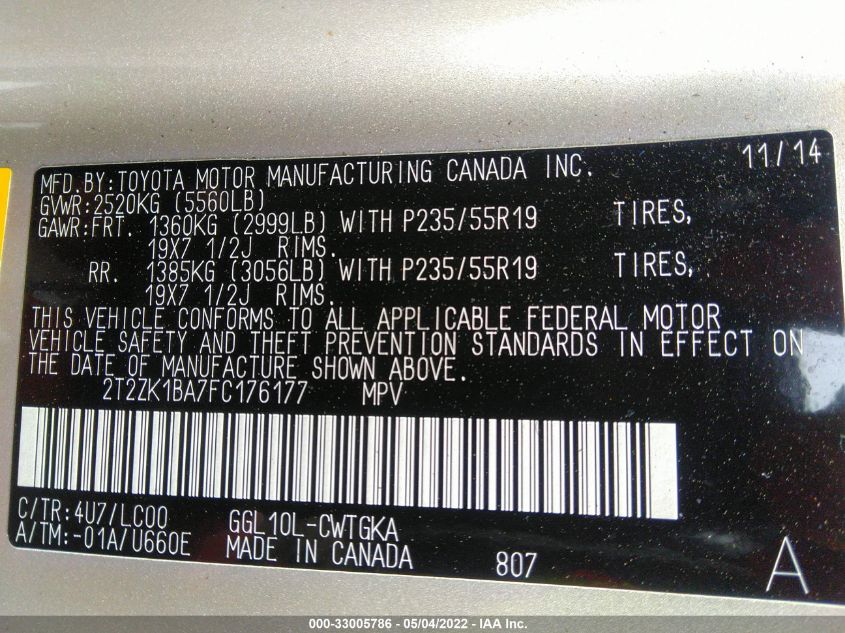 MFD.BY:TOYOTA MOTOR MANUFACTURING CANADA INC. 11/14
GVWR:2520KG (5560LB)
GAWR:FRT. 1360KG (2999LB) WITH P235/55R19 TIRES,
19X7 1/2J RIMS.
RR. 1385KG (3056LB) WITH P235/55R19 TIRES,
19X7 1/2J RIMS.
THIS VEHICLE CONFORMS TO ALL APPLICABLE FEDERAL MOTOR
VEHICLE SAFETY AND THEFT PREVENTION STANDARDS IN EFFECT ON
THE DATE OF MANUFACTURE SHOWN ABOVE.
2T2ZK1BA7FC176177 MPV
C/TR:4U7/LC00 GGL10L-CWTGKA
A/TM:-01A/U660E MADE IN CANADA 807 A
000-33005786 - 05/04/2022 - IAA Inc.